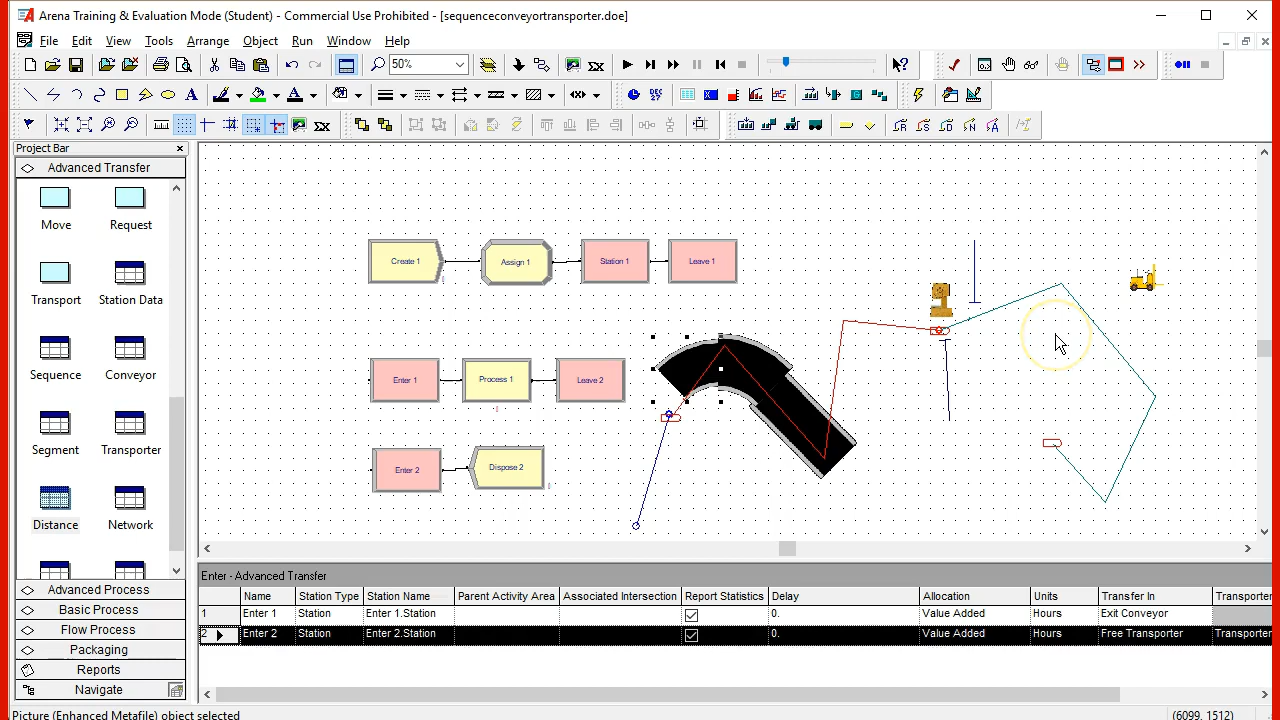 Arena Training & Evaluation Mode (Student) - Commercial Use Prohibited - [sequenceconveyortransporter.doe]
File Edit View Tools Arrange Object Run Window Help
50%
Project Bar
Advanced Transfer
Move Request
Transport Station Data
Sequence Conveyor
Segment Transporter
Distance Network
Advanced Process
Basic Process
Flow Process
Packaging
Reports
Navigate
Create 1 Assign 1 Station 1 Leave 1
Enter 1 Process 1 Leave 2
Enter 2 Dispose 2
Enter - Advanced Transfer
Name Station Type Station Name Parent Activity Area Associated Intersection Report Statistics Delay Allocation Units Transfer In Transporter
1 Enter 1 Station Enter 1.Station 0. Value Added Hours Exit Conveyor
2 Enter 2 Station Enter 2.Station 0. Value Added Hours Free Transporter Transporter
Picture (Enhanced Metafile) object selected (6099, 1512)